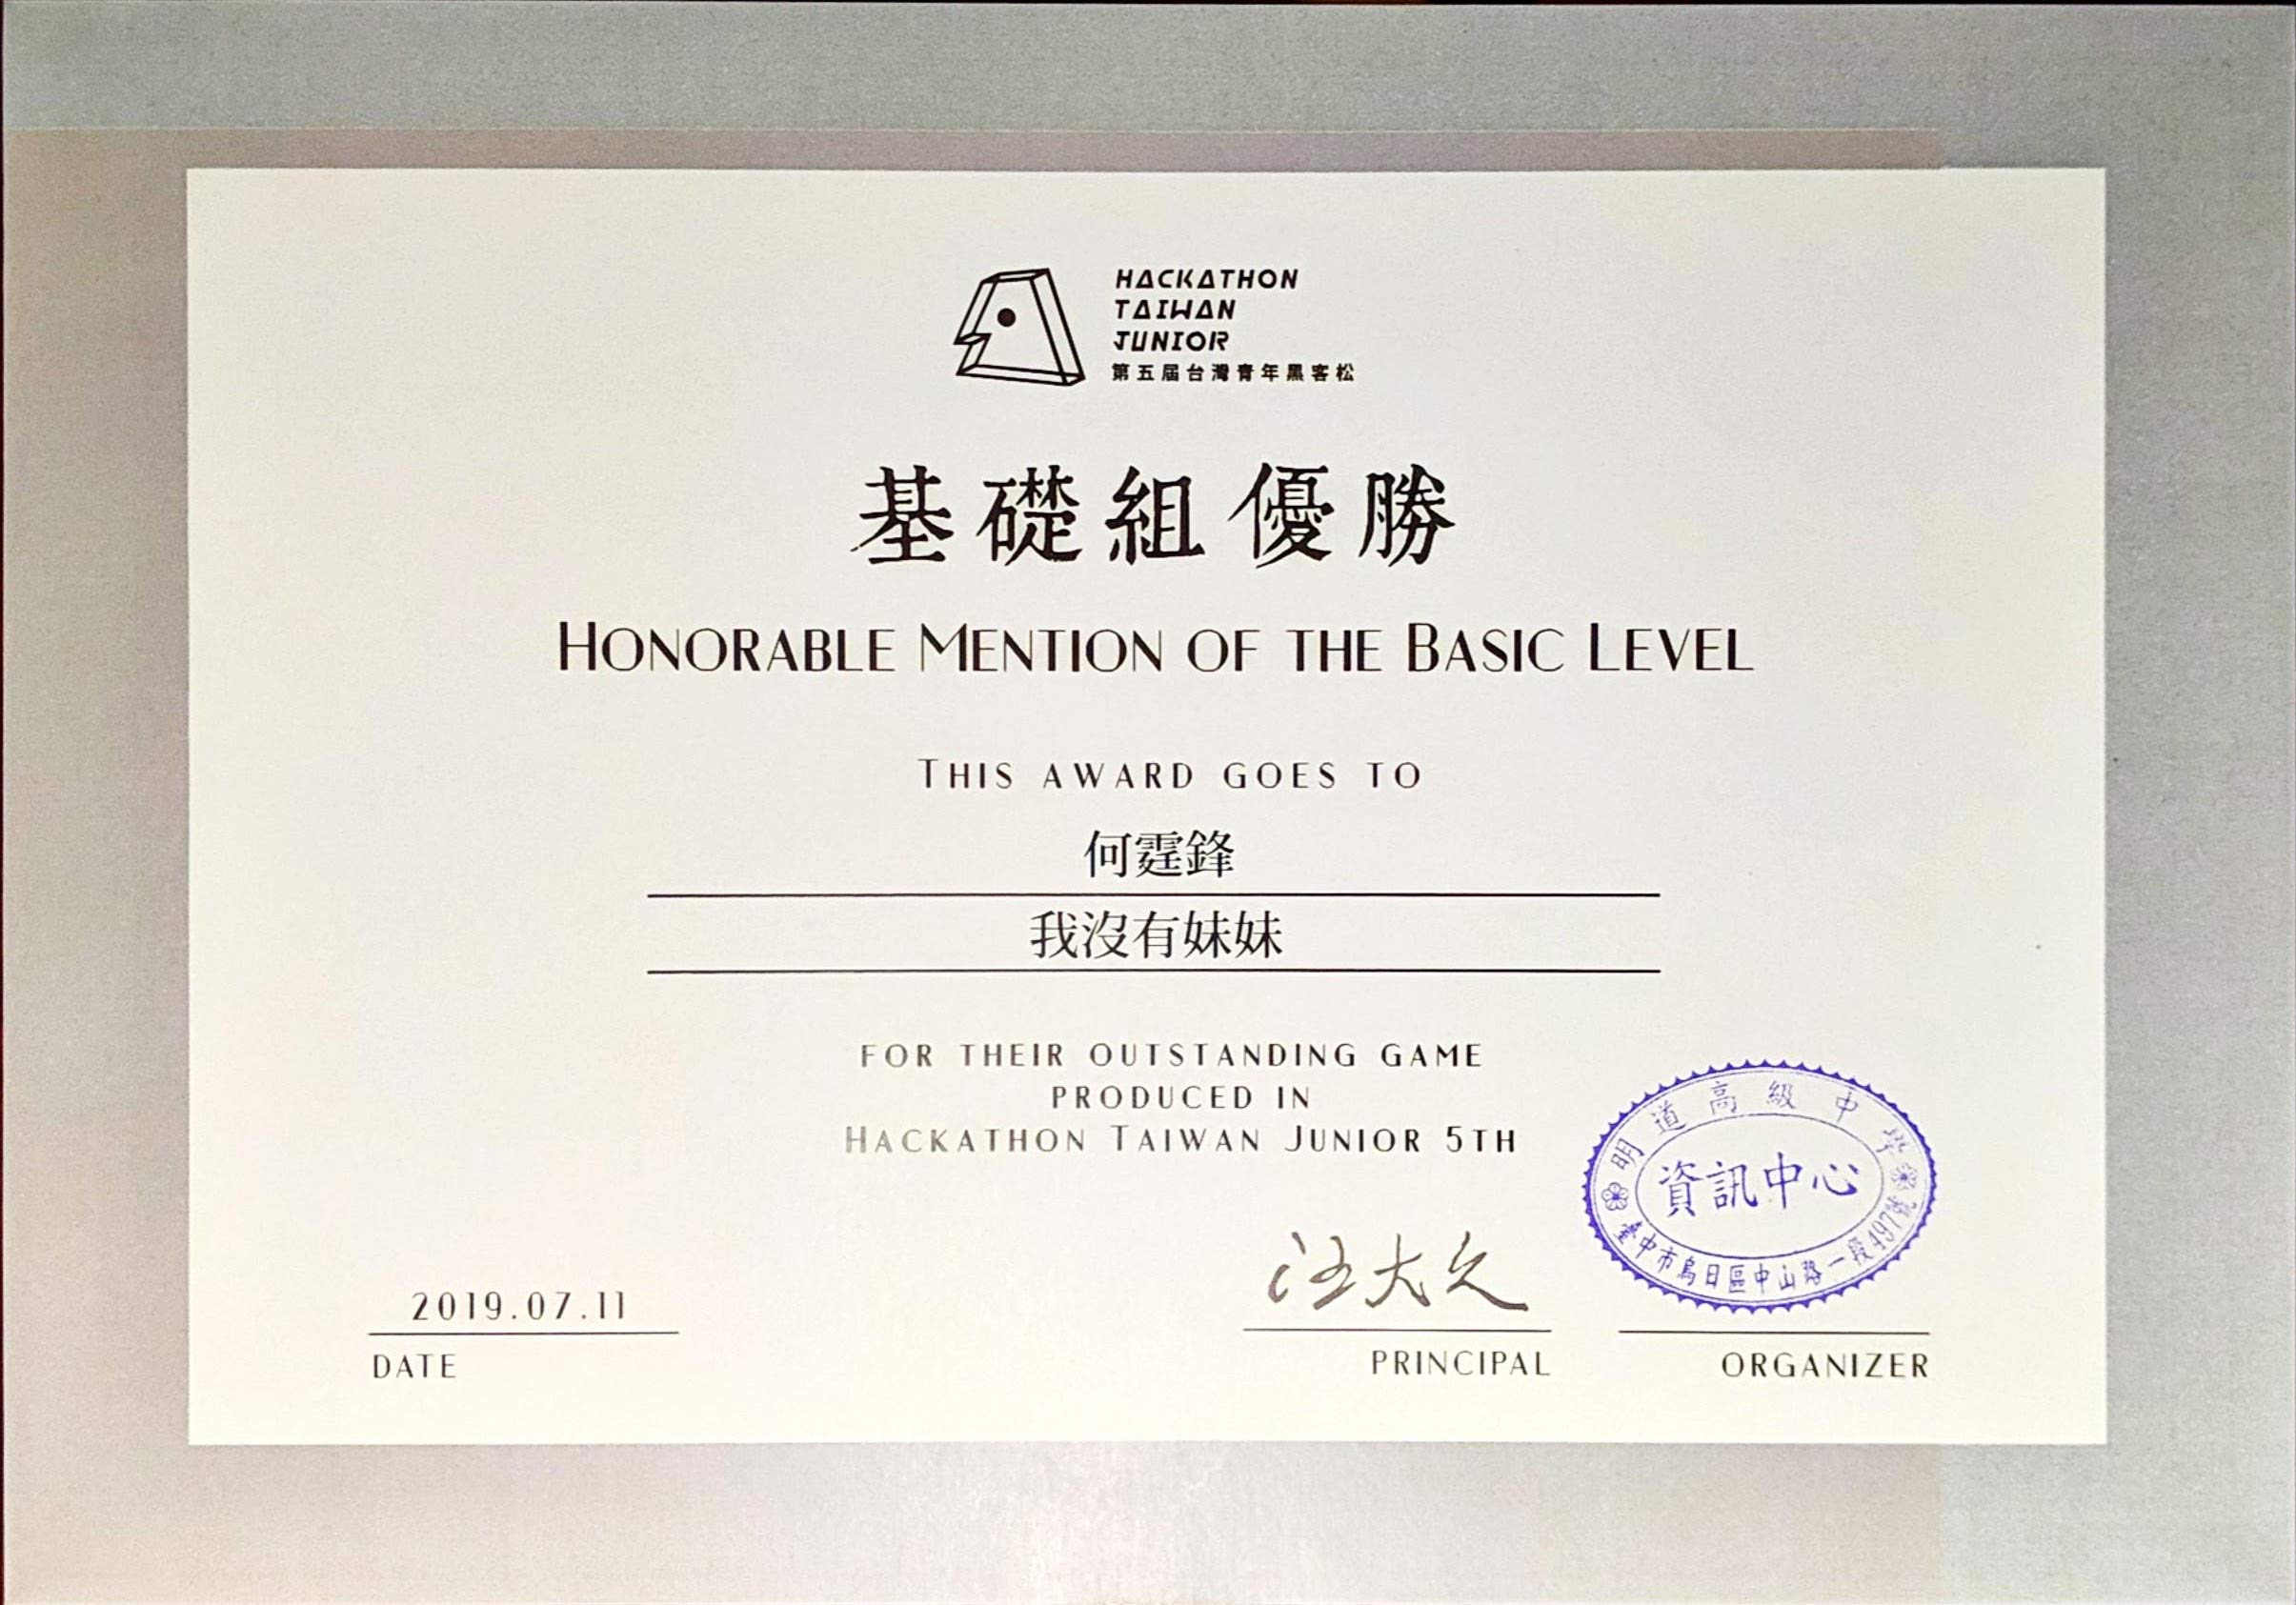 HACKATHON
TAIWAN
JUNIOR
第五屆台灣青年黑客松
基礎組優勝
HONORABLE MENTION OF THE BASIC LEVEL
THIS AWARD GOES TO
何霆鋒
我沒有妹妹
FOR THEIR OUTSTANDING GAME
PRODUCED IN
HACKATHON TAIWAN JUNIOR 5TH
明道高級中學
資訊中心
臺中市烏日區中山路一段497號
汪大久
2019.07.11
DATE
PRINCIPAL
ORGANIZER